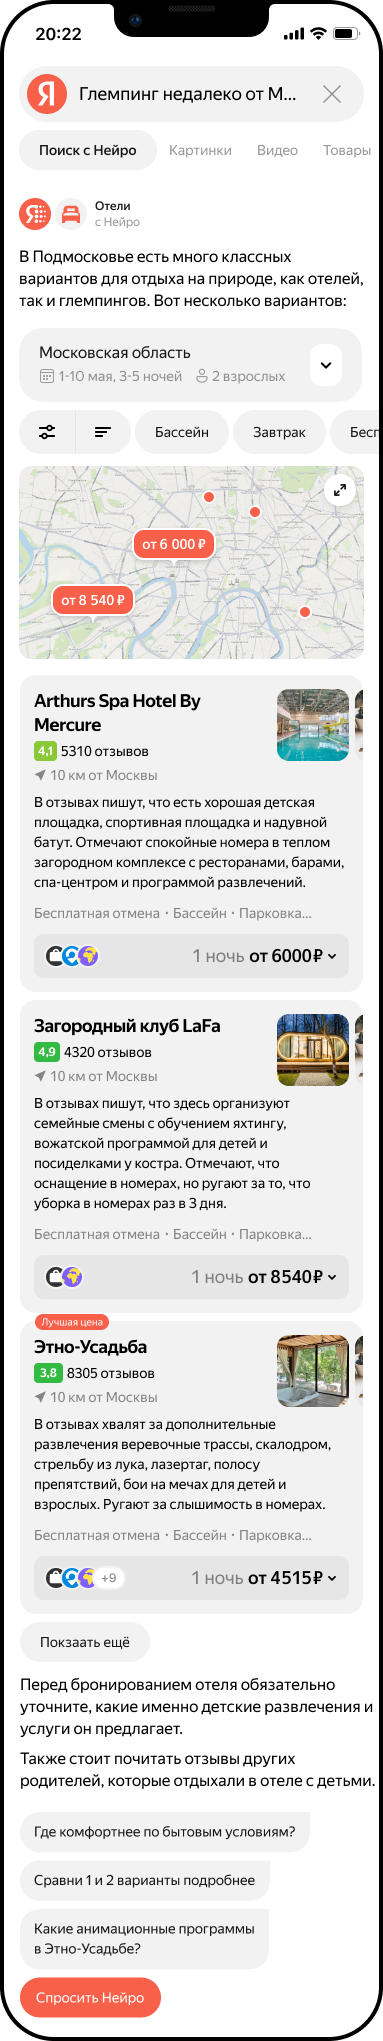 20:22
Я
Глемпинг недалеко от М...
Поиск с Нейро
Картинки
Видео
Товары
Я
Отели
с Нейро
В Подмосковье есть много классных
вариантов для отдыха на природе, как отелей,
так и глемпингов. Вот несколько вариантов:
Московская область
1-10 мая, 3-5 ночей
2 взрослых
Бассейн
Завтрак
Бесп
от 6 000 ₽
от 8 540 ₽
Arthurs Spa Hotel By
Mercure
4,1 5310 отзывов
10 км от Москвы
В отзывах пишут, что есть хорошая детская
площадка, спортивная площадка и надувной
батут. Отмечают спокойные номера в теплом
загородном комплексе с ресторанами, барами,
спа-центром и программой развлечений.
Бесплатная отмена · Бассейн · Парковка...
1 ночь от 6000₽
Загородный клуб LaFa
4,9 4320 отзывов
10 км от Москвы
В отзывах пишут, что здесь организуют
семейные смены с обучением яхтингу,
вожатской программой для детей и
посиделками у костра. Отмечают, что
оснащение в номерах, но ругают за то, что
уборка в номерах раз в 3 дня.
Бесплатная отмена · Бассейн · Парковка...
1 ночь от 8540₽
Лучшая цена
Этно-Усадьба
3,8 8305 отзывов
10 км от Москвы
В отзывах хвалят за дополнительные
развлечения веревочные трассы, скалодром,
стрельбу из лука, лазертаг, полосу
препятствий, бои на мечах для детей и
взрослых. Ругают за слышимость в номерах.
Бесплатная отмена · Бассейн · Парковка...
+9
1 ночь от 4515₽
Покзаать ещё
Перед бронированием отеля обязательно
уточните, какие именно детские развлечения и
услуги он предлагает.
Также стоит почитать отзывы других
родителей, которые отдыхали в отеле с детьми.
Где комфортнее по бытовым условиям?
Сравни 1 и 2 варианты подробнее
Какие анимационные программы
в Этно-Усадьбе?
Спросить Нейро